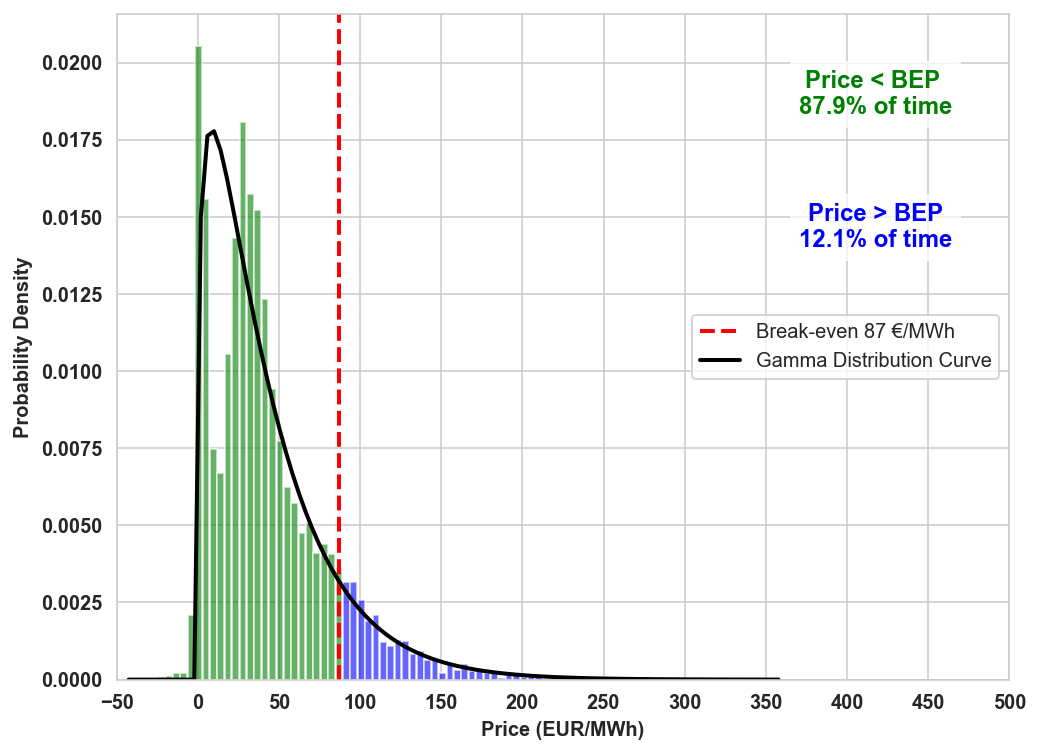 0.0200
0.0175
0.0150
0.0125
0.0100
0.0075
0.0050
0.0025
0.0000
Probability Density
Price < BEP
87.9% of time
Price > BEP
12.1% of time
Break-even 87 €/MWh
Gamma Distribution Curve
−50 0 50 100 150 200 250 300 350 400 450 500
Price (EUR/MWh)